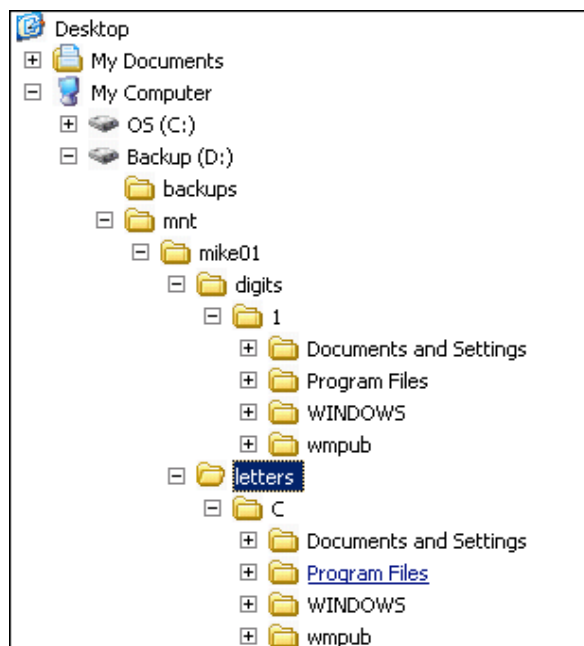 Desktop
My Documents
My Computer
OS (C:)
Backup (D:)
backups
mnt
mike01
digits
1
Documents and Settings
Program Files
WINDOWS
wmpub
letters
C
Documents and Settings
Program Files
WINDOWS
wmpub